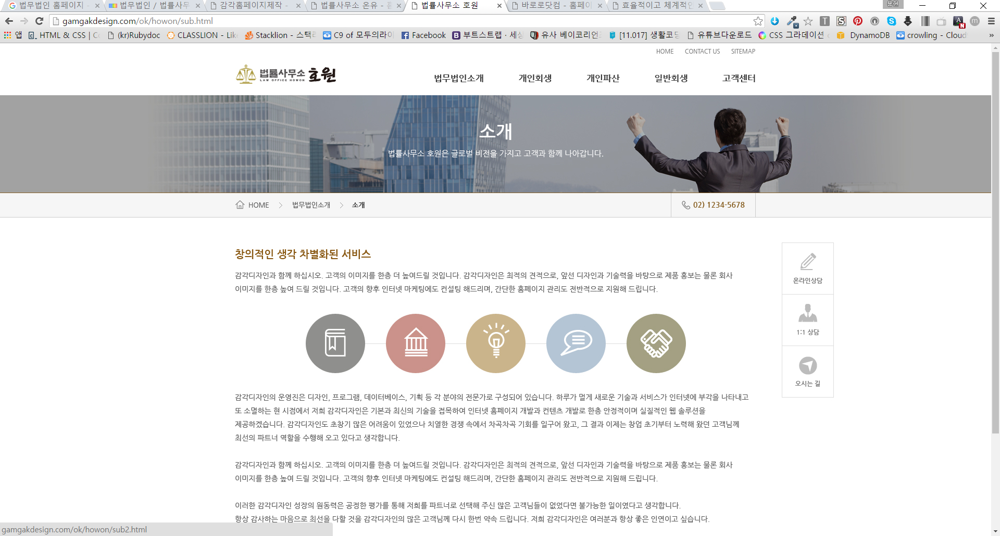 법무법인 홈페이지
법무법인 / 법률사무
감각홈페이지제작 -
법률사무소 온유 - 홈
법률사무소 호원
바로로닷컴 - 홈페이
효율적이고 체계적인
용현
gamgakdesign.com/ok/howon/sub.html
앱
HTML & CSS | Co
(kr)Rubydoc
CLASSLION - Like
Stacklion - 스택라
C9 of 모두의라이
Facebook
부트스트랩 · 세상
유사 베이코리언즈
[11.017] 생활코딩
유튜브다운로드
CSS 그라데이션
DynamoDB
crowling - Cloud
»
HOME CONTACT US SITEMAP
법률사무소 호원
LAW OFFICE HOWON
법무법인소개 개인회생 개인파산 일반회생 고객센터
소개
법률사무소 호원은 글로벌 비전을 가지고 고객과 함께 나아갑니다.
HOME > 법무법인소개 > 소개
02) 1234-5678
창의적인 생각 차별화된 서비스
감각디자인과 함께 하십시오. 고객의 이미지를 한층 더 높여드릴 것입니다. 감각디자인은 최적의 견적으로, 앞선 디자인과 기술력을 바탕으로 제품 홍보는 물론 회사
이미지를 한층 높여 드릴 것입니다. 고객의 향후 인터넷 마케팅에도 컨설팅 해드리며, 간단한 홈페이지 관리도 전반적으로 지원해 드립니다.
온라인상담
1:1 상담
오시는 길
감각디자인의 운영진은 디자인, 프로그램, 데이터베이스, 기획 등 각 분야의 전문가로 구성되어 있습니다. 하루가 멀게 새로운 기술과 서비스가 인터넷에 부각을 나타내고
또 소멸하는 현 시점에서 저희 감각디자인은 기본과 최신의 기술을 접목하여 인터넷 홈페이지 개발과 컨텐츠 개발로 한층 안정적이며 실질적인 웹 솔루션을
제공하겠습니다. 감각디자인도 초창기 많은 어려움이 있었으나 치열한 경쟁 속에서 차곡차곡 기회를 일구어 왔고, 그 결과 이제는 창업 초기부터 노력해 왔던 고객님께
최선의 파트너 역할을 수행해 오고 있다고 생각합니다.
감각디자인과 함께 하십시오. 고객의 이미지를 한층 더 높여드릴 것입니다. 감각디자인은 최적의 견적으로, 앞선 디자인과 기술력을 바탕으로 제품 홍보는 물론 회사
이미지를 한층 높여 드릴 것입니다. 고객의 향후 인터넷 마케팅에도 컨설팅 해드리며, 간단한 홈페이지 관리도 전반적으로 지원해 드립니다.
이러한 감각디자인 성장의 원동력은 공정한 평가를 통해 저희를 파트너로 선택해 주신 많은 고객님들이 없었다면 불가능한 일이였다고 생각합니다.
항상 감사하는 마음으로 최선을 다할 것을 감각디자인의 많은 고객님께 다시 한번 약속 드립니다. 저희 감각디자인은 여러분과 항상 좋은 인연이고 싶습니다.
gamgakdesign.com/ok/howon/sub2.html